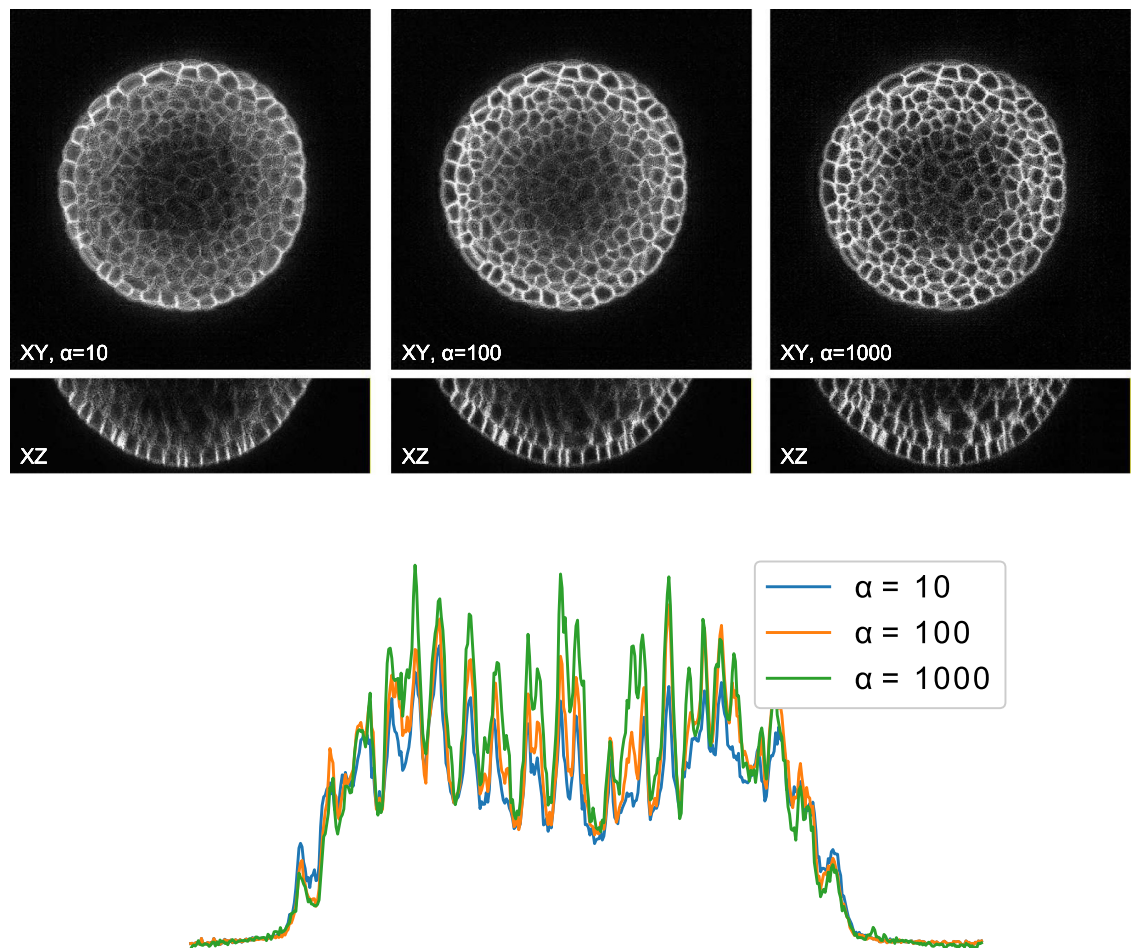 XY, α=10
XY, α=100
XY, α=1000
XZ
XZ
XZ
α = 10
α = 100
α = 1000